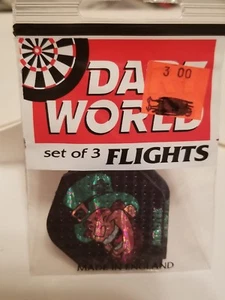 3 00
DART
WORLD
set of 3 FLIGHTS
MADE IN ENGLAND